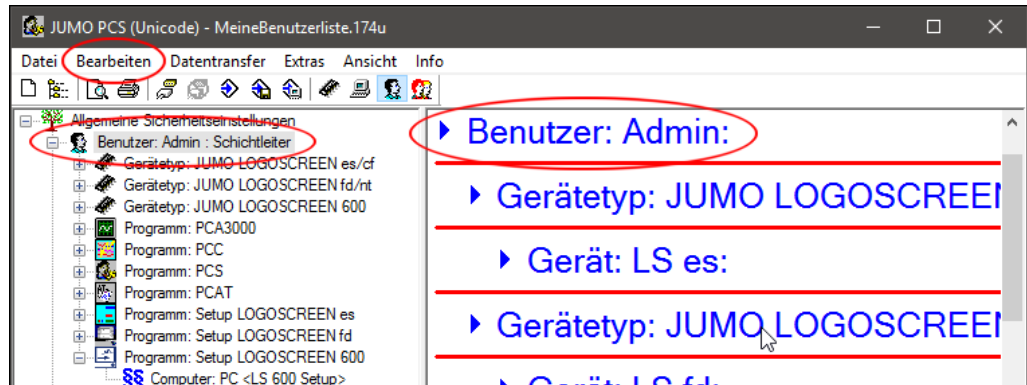 JUMO PCS (Unicode) - MeineBenutzerliste.174u
Datei Bearbeiten Datentransfer Extras Ansicht Info
Allgemeine Sicherheitseinstellungen
Benutzer: Admin : Schichtleiter
Gerätetyp: JUMO LOGOSCREEN es/cf
Gerätetyp: JUMO LOGOSCREEN fd/nt
Gerätetyp: JUMO LOGOSCREEN 600
Programm: PCA3000
Programm: PCC
Programm: PCS
Programm: PCAT
Programm: Setup LOGOSCREEN es
Programm: Setup LOGOSCREEN fd
Programm: Setup LOGOSCREEN 600
§§ Computer: PC <LS 600 Setup>
Benutzer: Admin:
Gerätetyp: JUMO LOGOSCREEN
Gerät: LS es:
Gerätetyp: JUMO LOGOSCREEN
Gerät: LS fd: